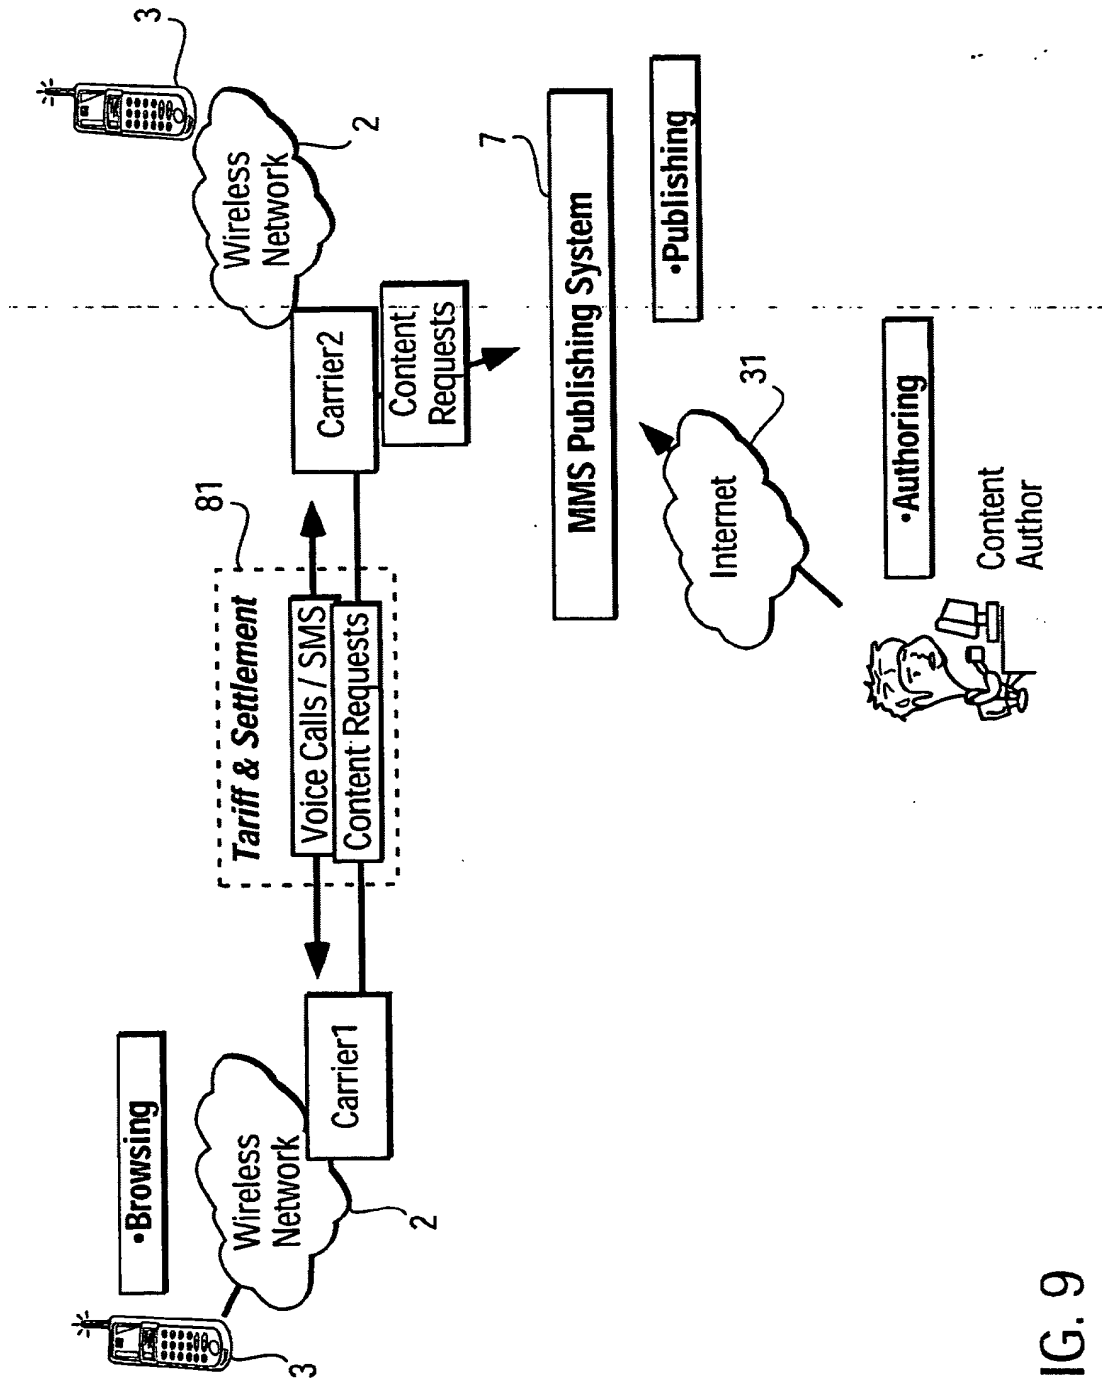 3
•Browsing
Wireless
Network
2
Carrier1
Tariff & Settlement
81
Voice Calls / SMS
Content Requests
Carrier2
Content
Requests
Wireless
Network
2
3
MMS Publishing System
7
•Publishing
Internet
31
•Authoring
Content
Author
IG. 9